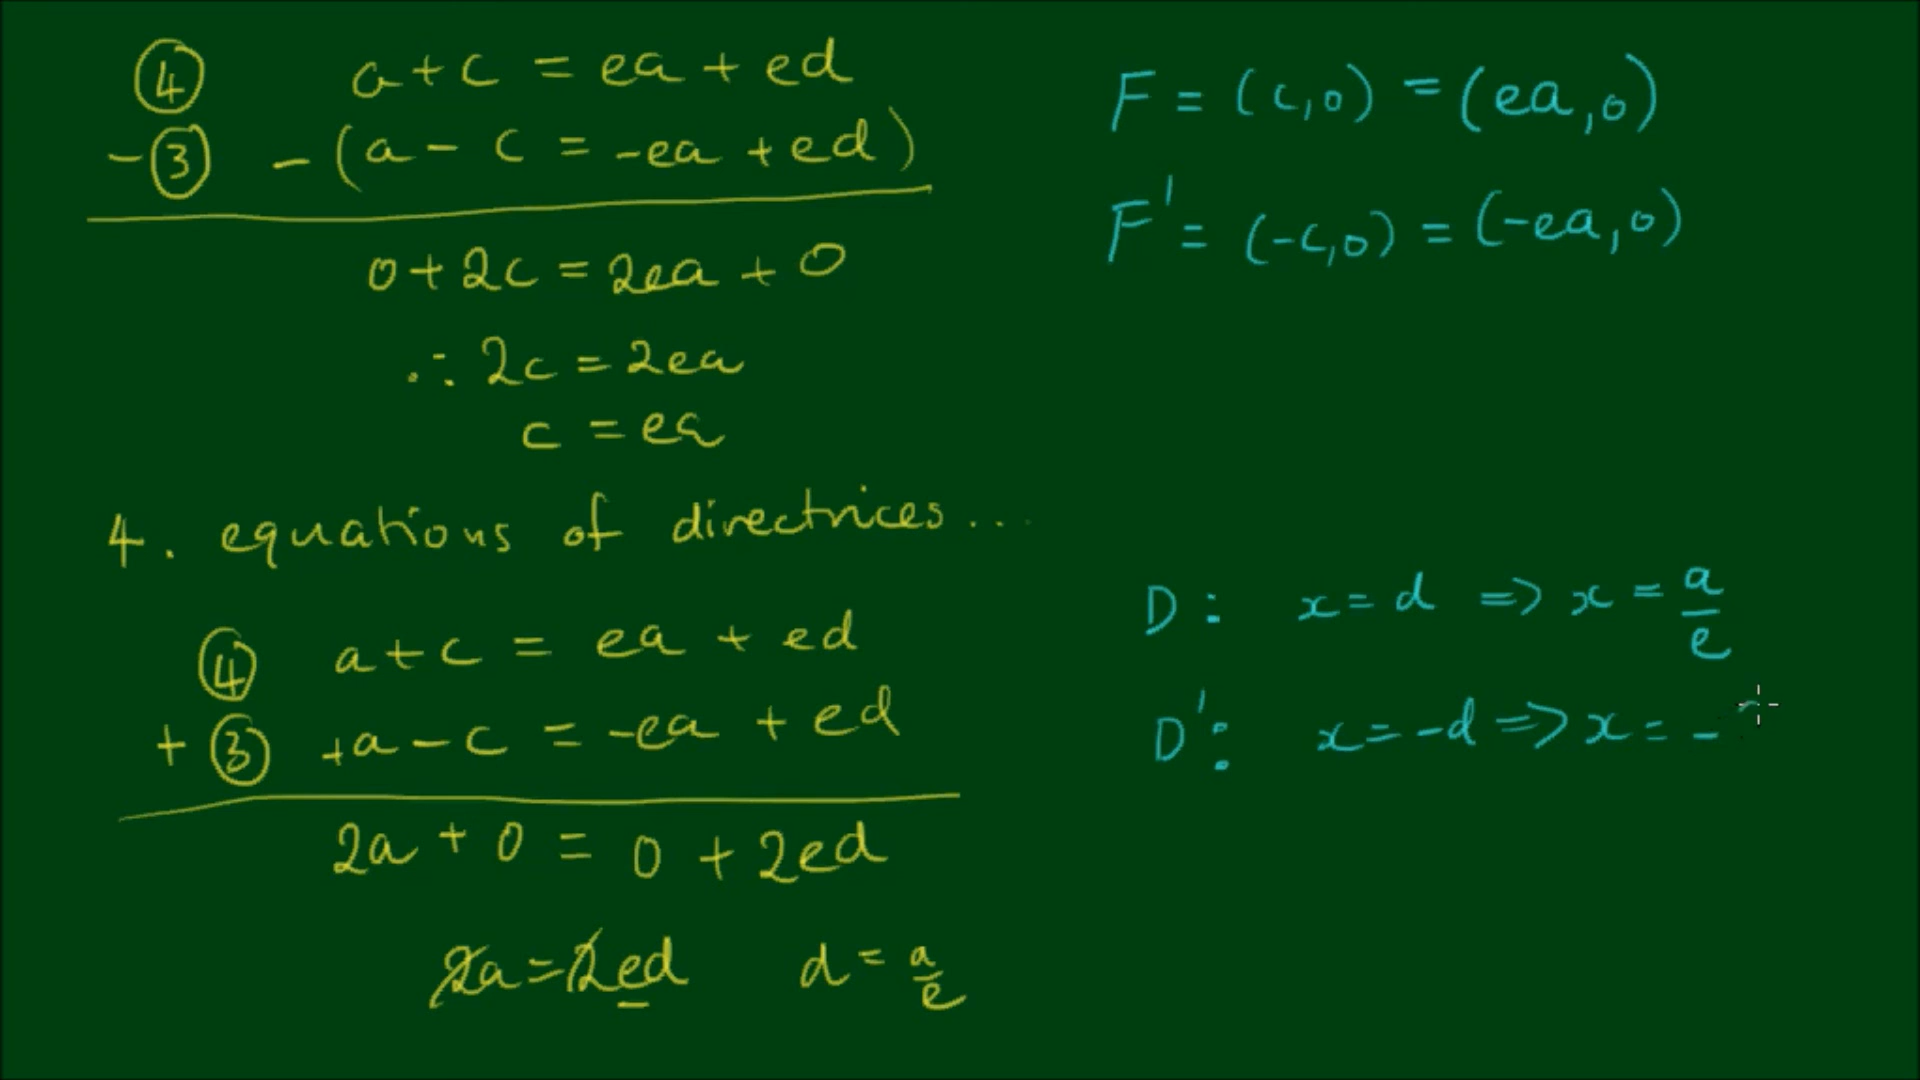 ④ a + c = ea + ed
- ③ - (a - c = -ea + ed)
0 + 2c = 2ea + 0
∴ 2c = 2ea
c = ea
4. equations of directrices...
④ a + c = ea + ed
+ ③ + a - c = -ea + ed
2a + 0 = 0 + 2ed
2a = 2ed d = a/e
F = (c, 0) = (ea, 0)
F' = (-c, 0) = (-ea, 0)
D : x = d => x = a/e
D' : x = -d => x = -